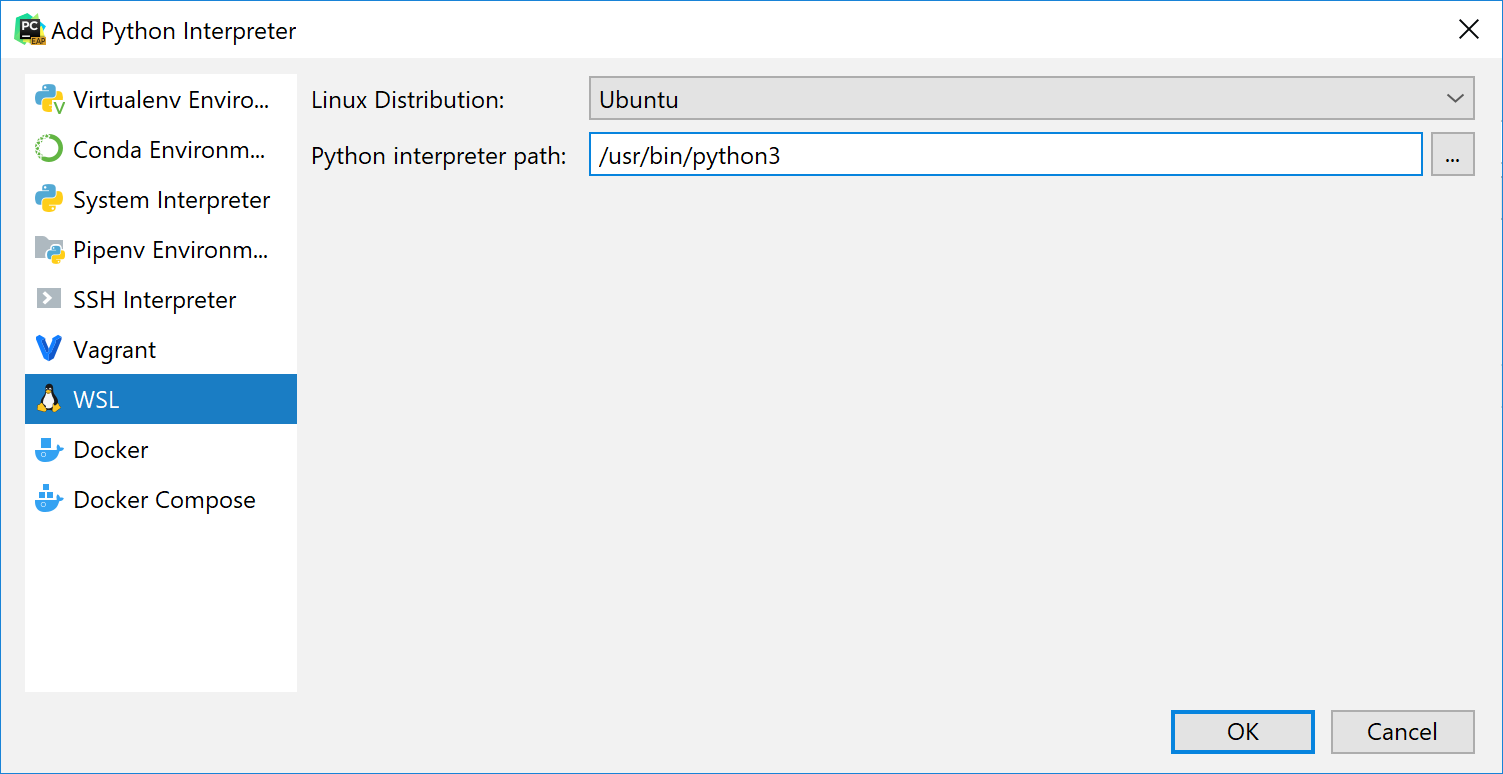 PC
EAP
Add Python Interpreter
Virtualenv Enviro...
Conda Environm...
System Interpreter
Pipenv Environm...
SSH Interpreter
Vagrant
WSL
Docker
Docker Compose
Linux Distribution:
Ubuntu
Python interpreter path:
/usr/bin/python3
...
OK
Cancel